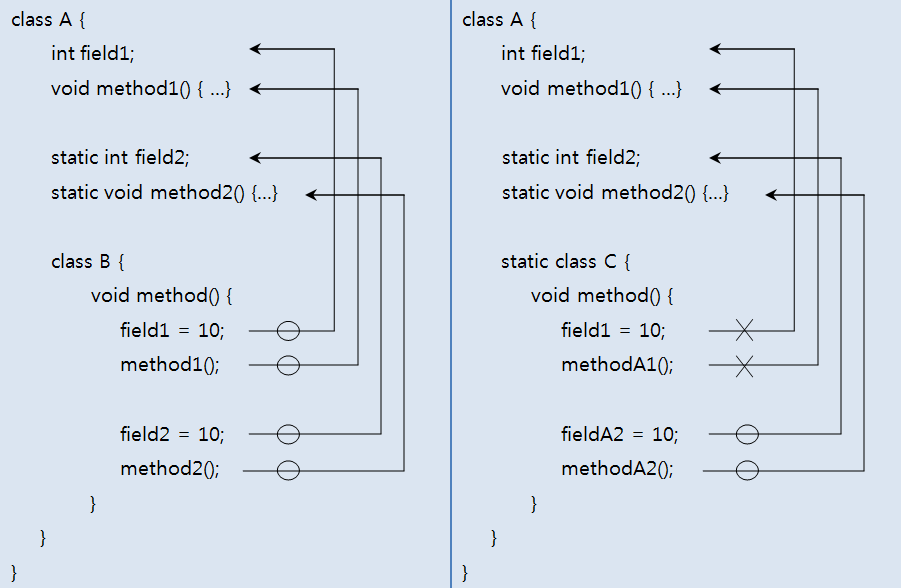 class A {
int field1;
void method1() { ...}
static int field2;
static void method2() {...}
class B {
void method() {
field1 = 10;
method1();
field2 = 10;
method2();
}
}
}
class A {
int field1;
void method1() { ...}
static int field2;
static void method2() {...}
static class C {
void method() {
field1 = 10;
methodA1();
fieldA2 = 10;
methodA2();
}
}
}